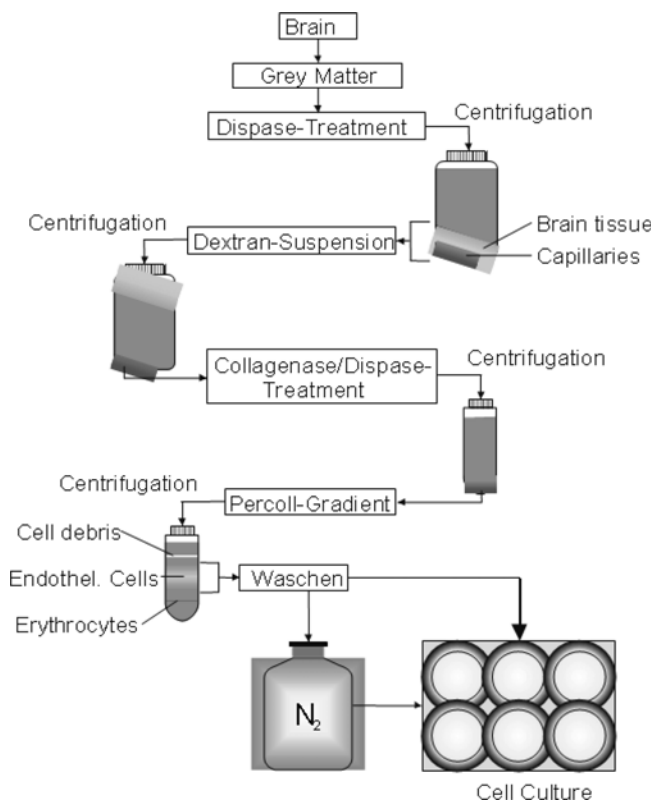 Brain
Grey Matter
Centrifugation
Dispase-Treatment
Centrifugation
Brain tissue
Dextran-Suspension
Capillaries
Collagenase/Dispase-
Treatment
Centrifugation
Centrifugation
Percoll-Gradient
Cell debris
Endothel. Cells
Waschen
Erythrocytes
N₂
Cell Culture